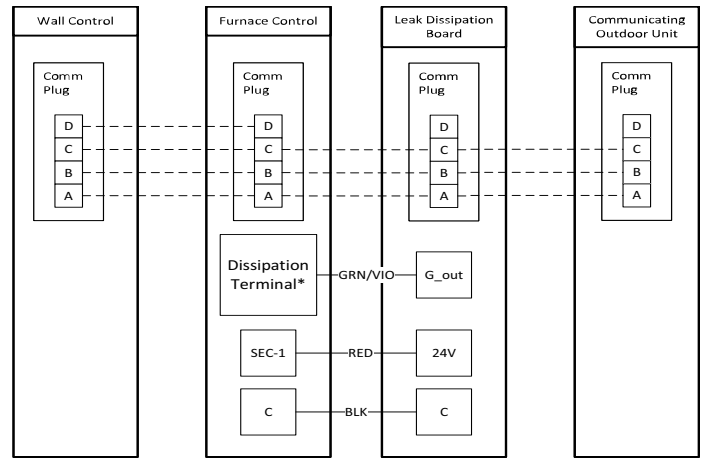 Wall Control
Furnace Control
Leak Dissipation
Board
Communicating
Outdoor Unit
Comm
Plug
D
C
B
A
Comm
Plug
D
C
B
A
Comm
Plug
D
C
B
A
Comm
Plug
D
C
B
A
Dissipation
Terminal*
GRN/VIO
G_out
SEC-1
RED
24V
C
BLK
C